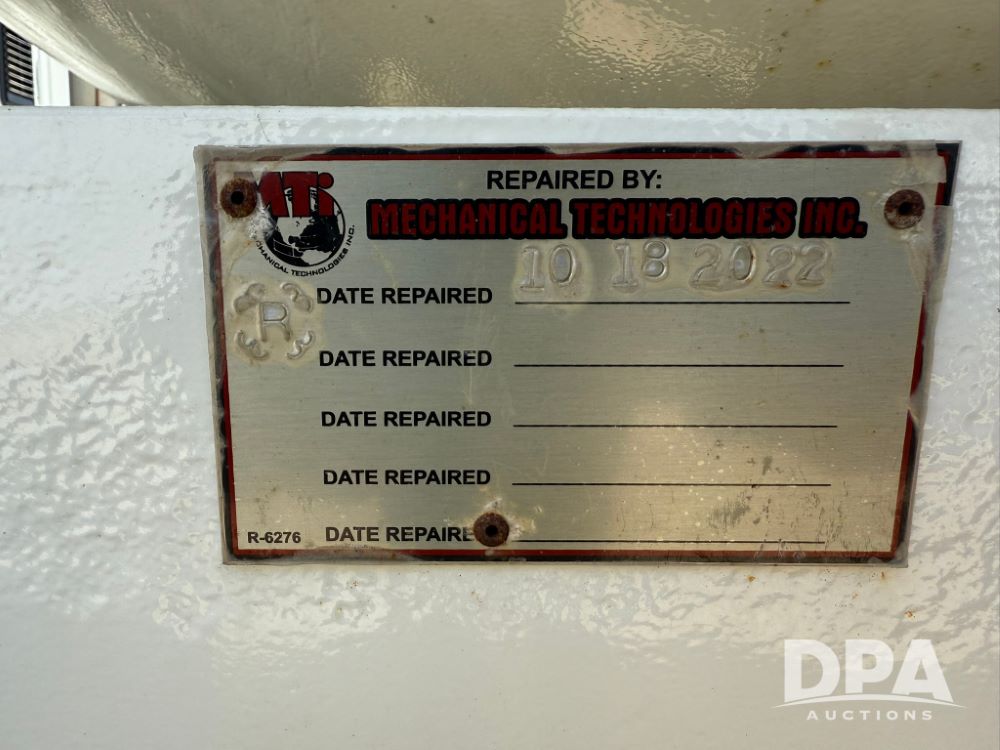 MTi
MECHANICAL TECHNOLOGIES INC.
REPAIRED BY:
MECHANICAL TECHNOLOGIES INC.
R
DATE REPAIRED 10 18 2022
DATE REPAIRED
DATE REPAIRED
DATE REPAIRED
R-6276 DATE REPAIRE
DPA
AUCTIONS